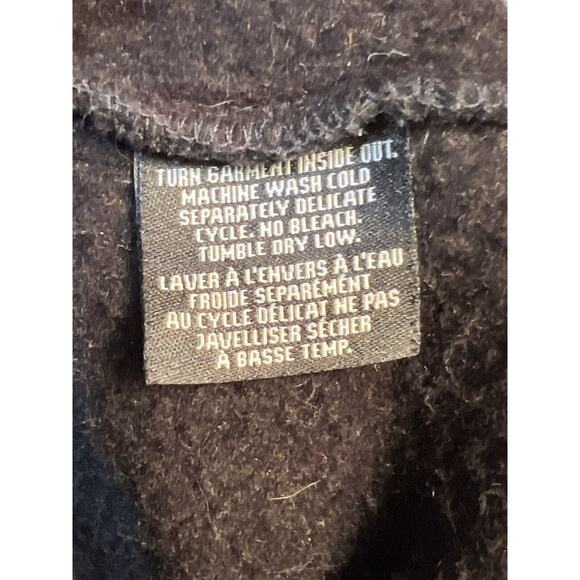 TURN GARMENT INSIDE OUT.
MACHINE WASH COLD
SEPARATELY DELICATE
CYCLE. NO BLEACH.
TUMBLE DRY LOW.
LAVER À L'ENVERS À L'EAU
FROIDE SEPARÉMENT
AU CYCLE DÉLICAT NE PAS
JAVELLISER SÉCHER
À BASSE TEMP.